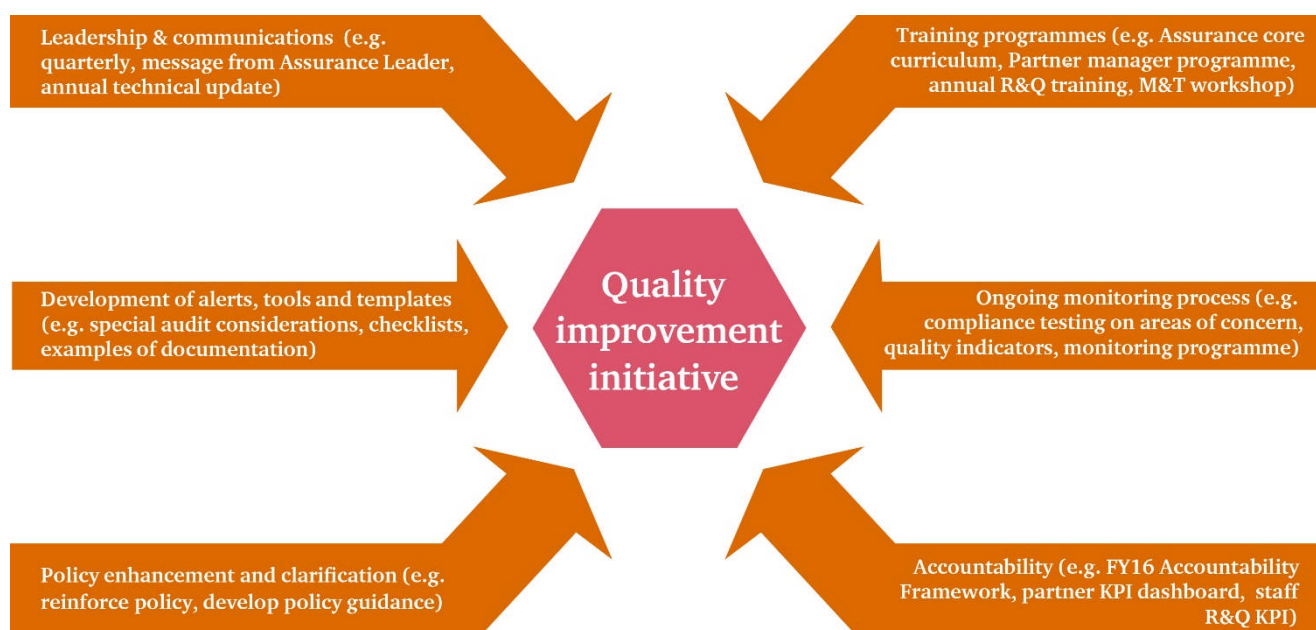 Leadership & communications (e.g.
quarterly, message from Assurance Leader,
annual technical update)
Training programmes (e.g. Assurance core
curriculum, Partner manager programme,
annual R&Q training, M&T workshop)
Development of alerts, tools and templates
(e.g. special audit considerations, checklists,
examples of documentation)
Quality
improvement
initiative
Ongoing monitoring process (e.g.
compliance testing on areas of concern,
quality indicators, monitoring programme)
Policy enhancement and clarification (e.g.
reinforce policy, develop policy guidance)
Accountability (e.g. FY16 Accountability
Framework, partner KPI dashboard, staff
R&Q KPI)